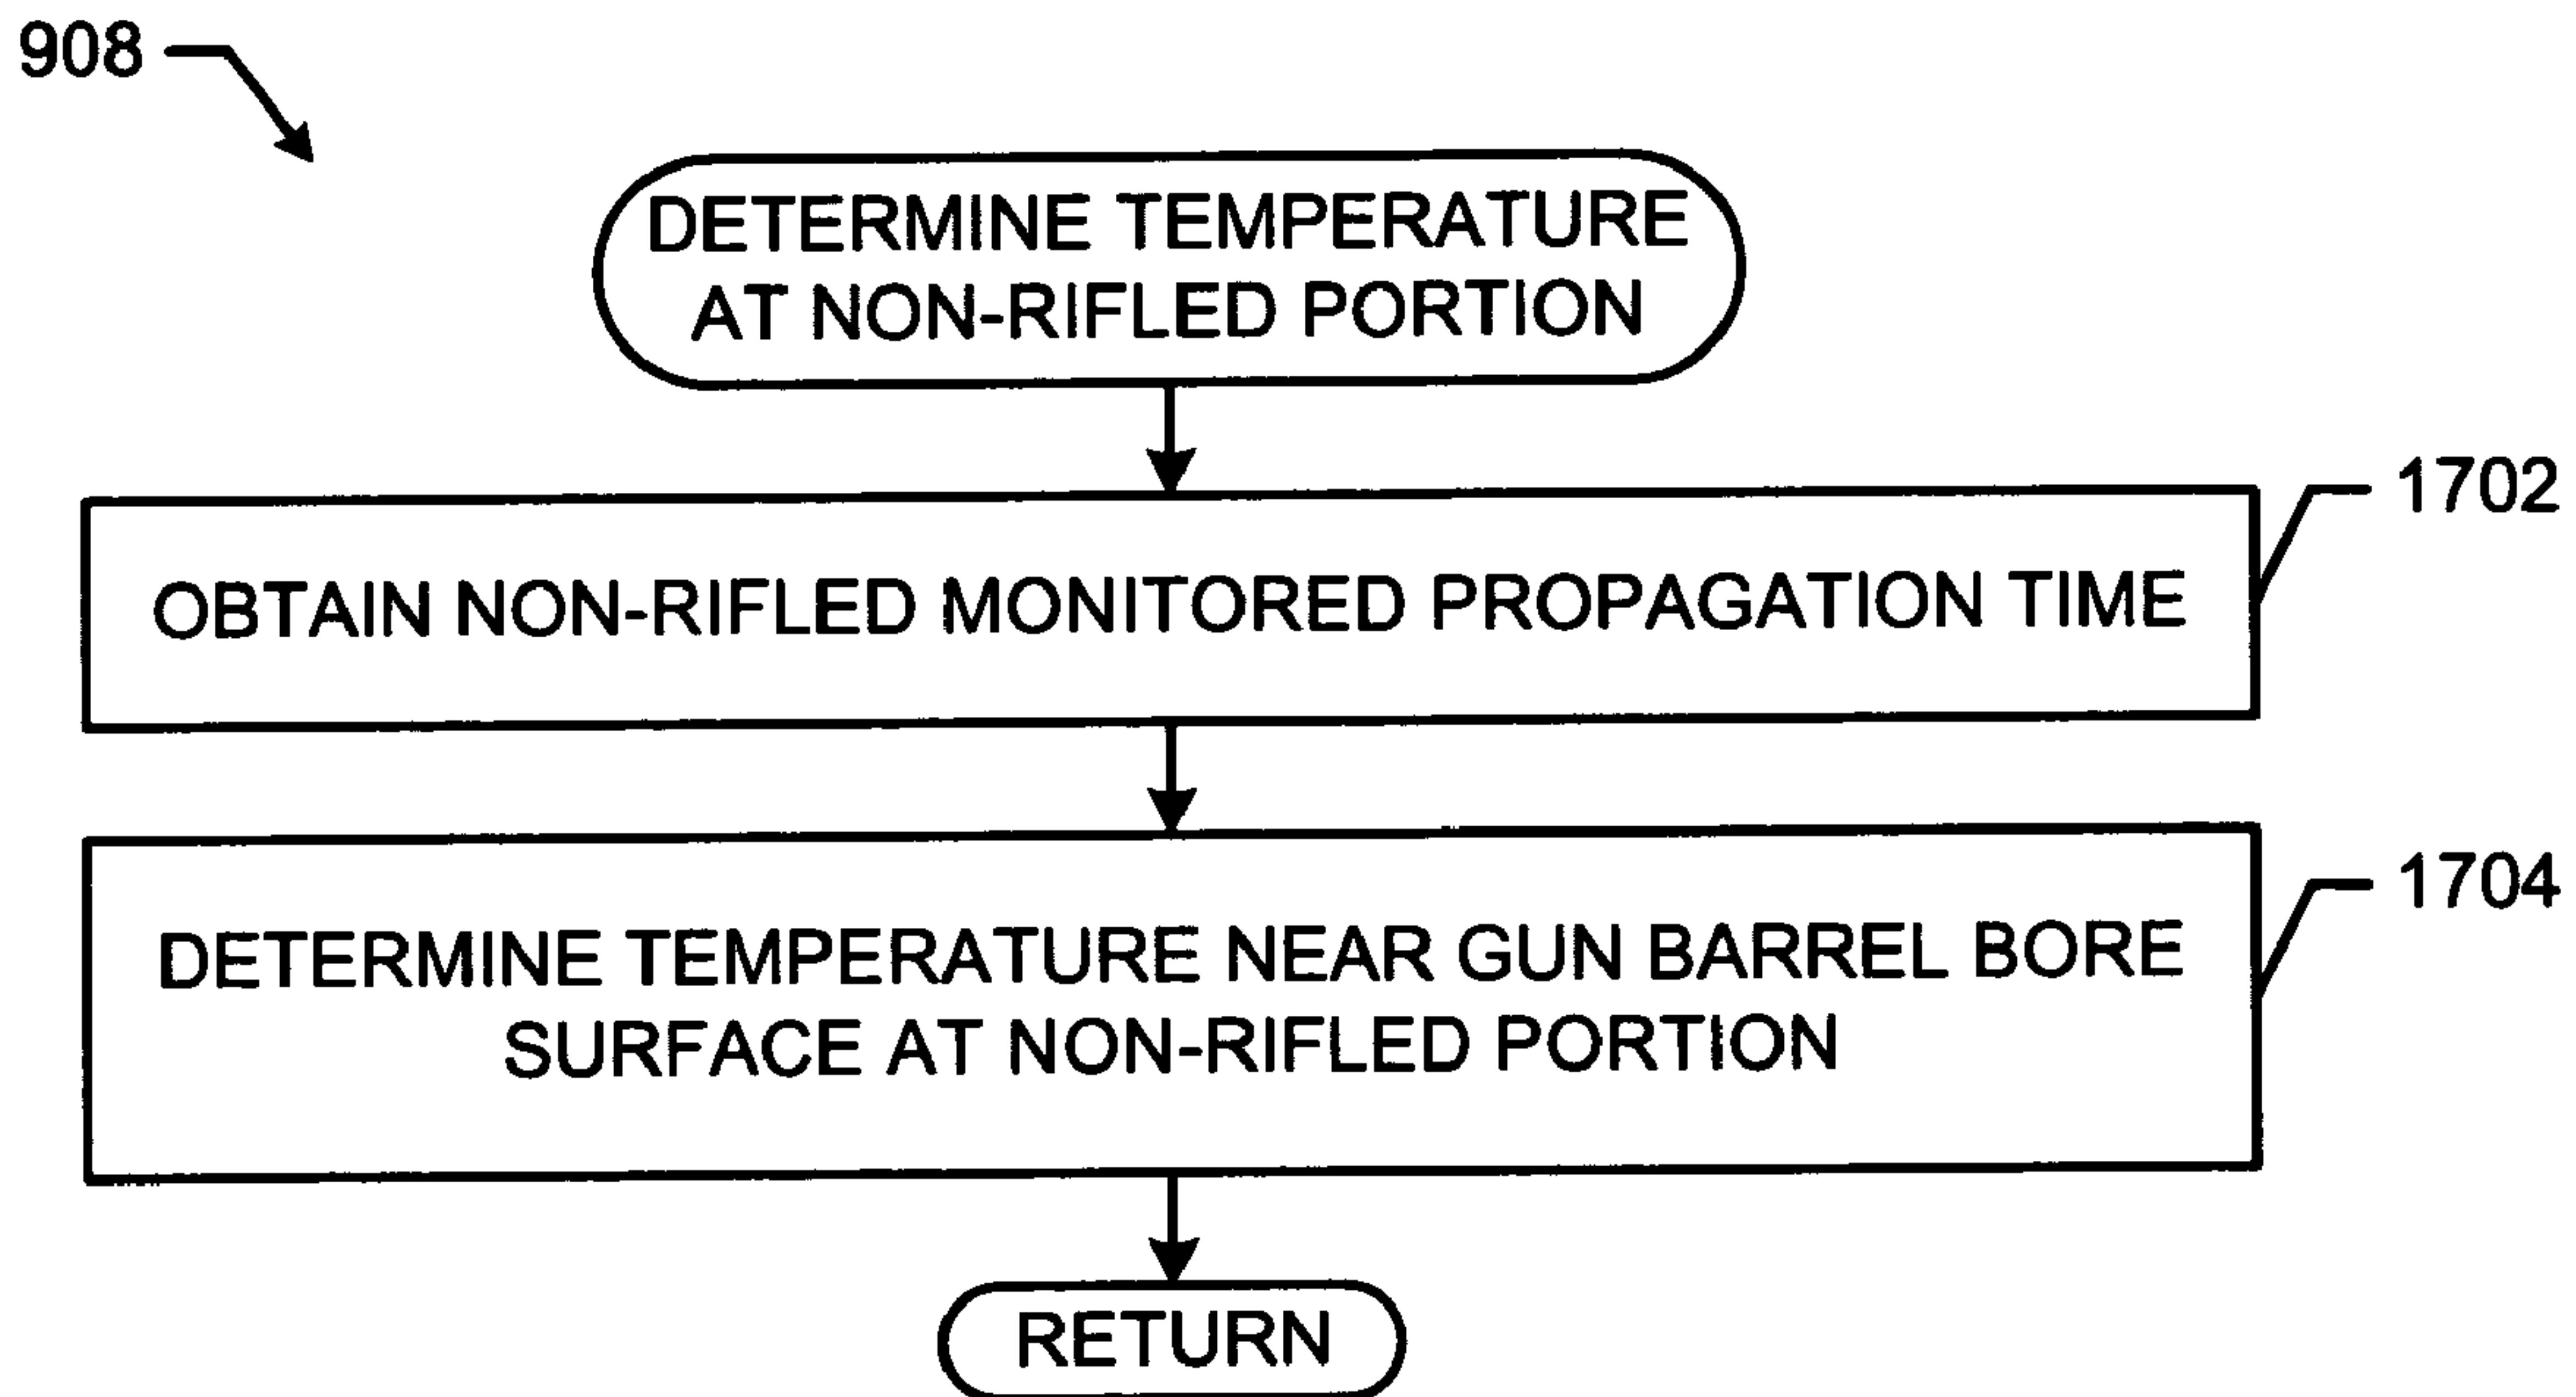 908
DETERMINE TEMPERATURE
AT NON-RIFLED PORTION
1702
OBTAIN NON-RIFLED MONITORED PROPAGATION TIME
1704
DETERMINE TEMPERATURE NEAR GUN BARREL BORE
SURFACE AT NON-RIFLED PORTION
RETURN